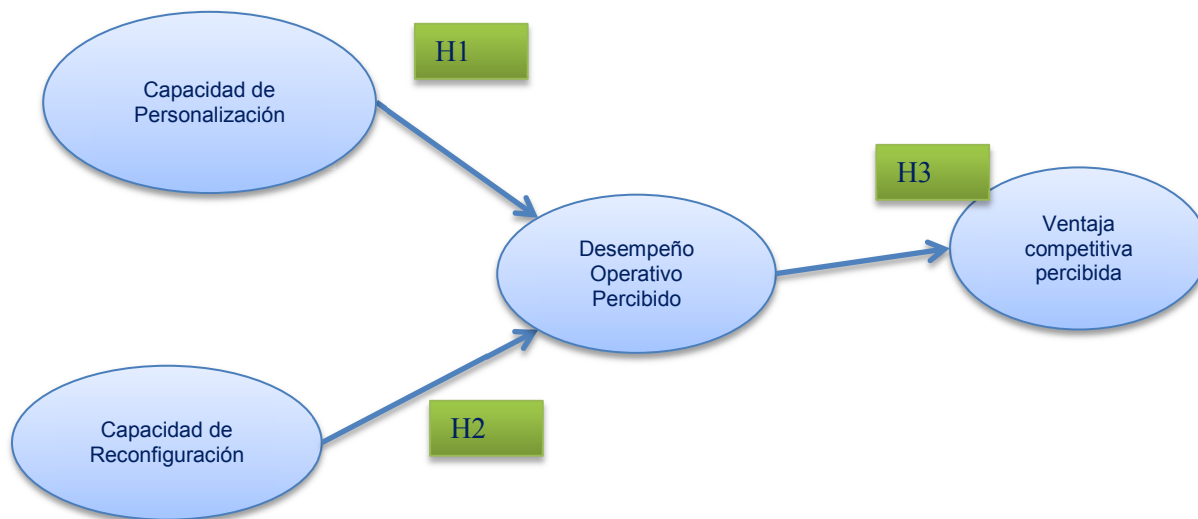 H1
Capacidad de
Personalización
H3
Ventaja
competitiva
percibida
Desempeño
Operativo
Percibido
H2
Capacidad de
Reconfiguración